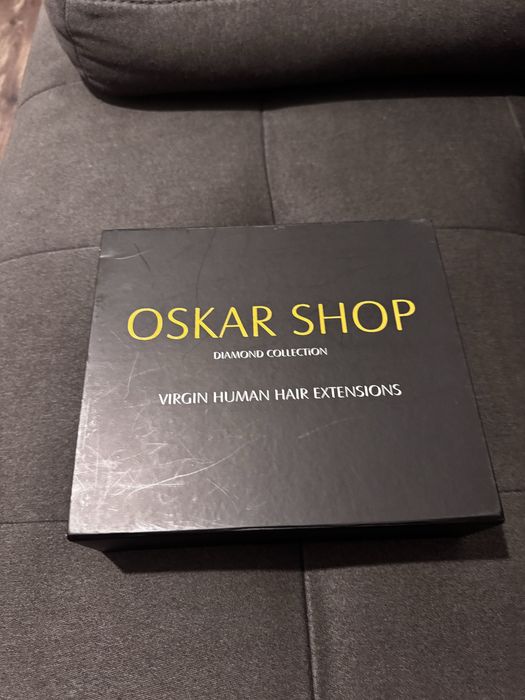 OSKAR SHOP
DIAMOND COLLECTiON
VIRGIN HUMAN HAIR EXTENSIONS